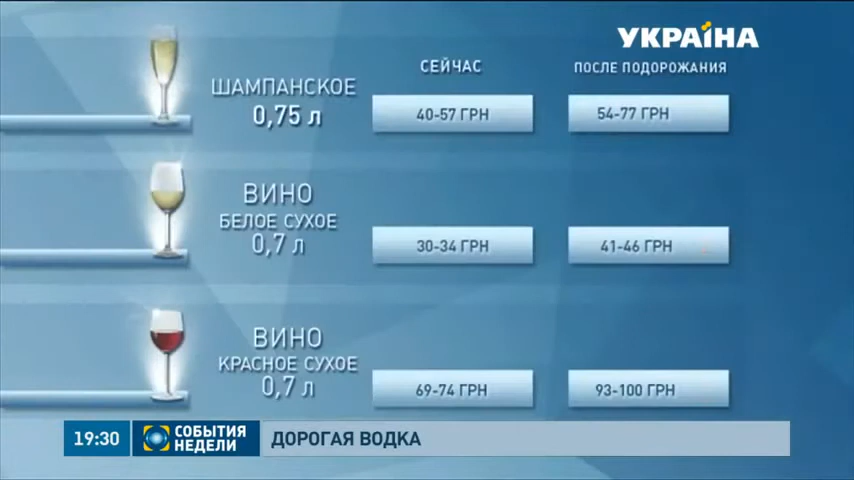 УКРАЇНА
СЕЙЧАС
ПОСЛЕ ПОДОРОЖАНИЯ
ШАМПАНСКОЕ
0,75 л
40-57 ГРН
54-77 ГРН
ВИНО
БЕЛОЕ СУХОЕ
0,7 л
30-34 ГРН
41-46 ГРН
ВИНО
КРАСНОЕ СУХОЕ
0,7 л
69-74 ГРН
93-100 ГРН
19:30
СОБЫТИЯ
НЕДЕЛИ
ДОРОГАЯ ВОДКА